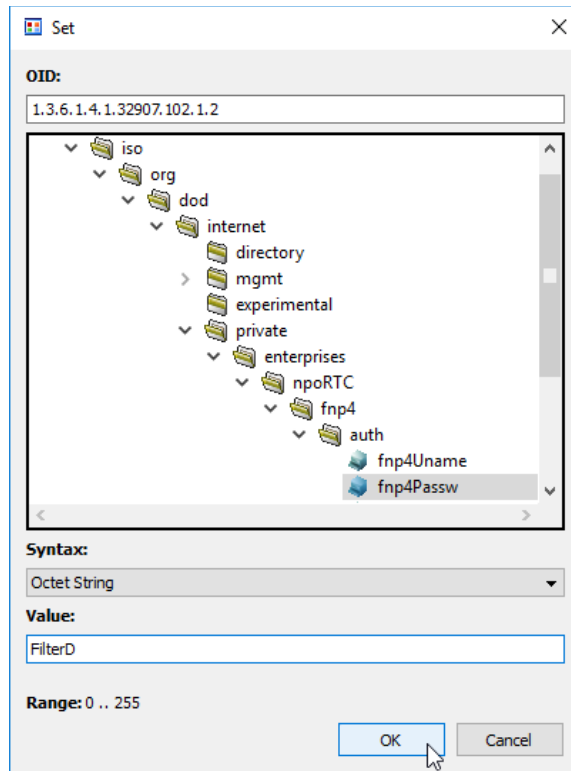 Set
OID:
1.3.6.1.4.1.32907.102.1.2
iso
org
dod
internet
directory
mgmt
experimental
private
enterprises
npoRTC
fnp4
auth
fnp4Uname
fnp4Passw
Syntax:
Octet String
Value:
FilterD
Range: 0 .. 255
OK Cancel